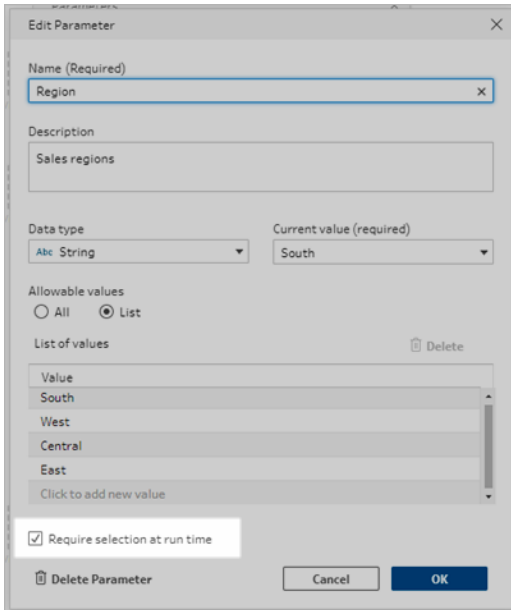 Parameters
Edit Parameter
Name (Required)
Region
Description
Sales regions
Data type
Current value (required)
Abc String
South
Allowable values
All
List
List of values
Delete
Value
South
West
Central
East
Click to add new value
Require selection at run time
Delete Parameter
Cancel
OK